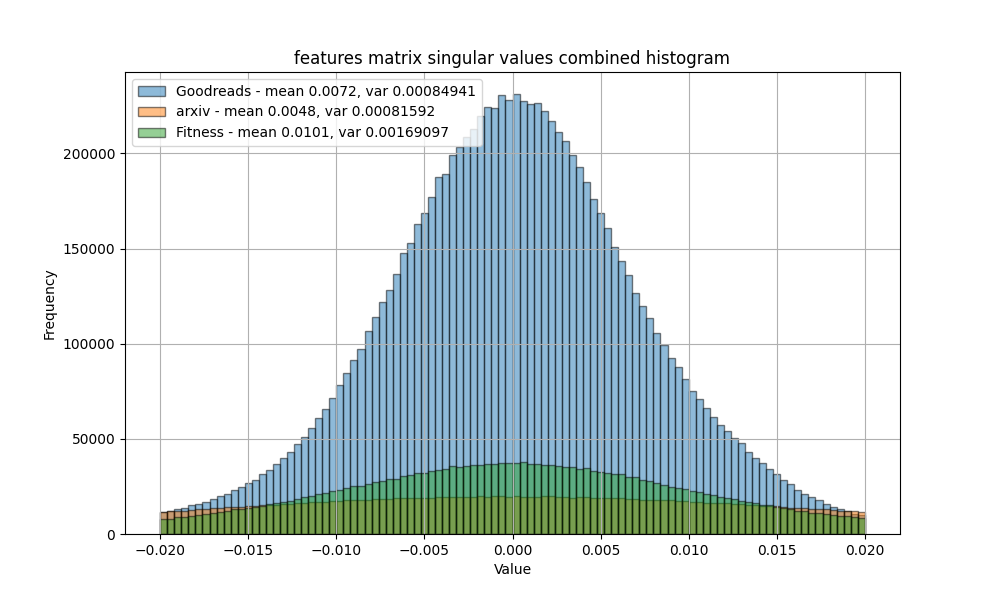 features matrix singular values combined histogram
Goodreads - mean 0.0072, var 0.00084941
arxiv - mean 0.0048, var 0.00081592
Fitness - mean 0.0101, var 0.00169097
200000
150000
100000
50000
0
Frequency
−0.020 −0.015 −0.010 −0.005 0.000 0.005 0.010 0.015 0.020
Value